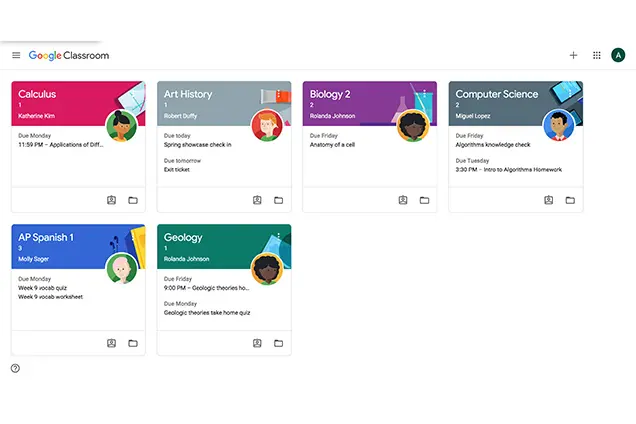 Google Classroom
A
Calculus
1
Katherine Kim
Due Monday
11:59 PM – Applications of Diff...
Art History
1
Robert Duffy
Due today
Spring showcase check in
Due tomorrow
Exit ticket
Biology 2
2
Rolanda Johnson
Due Friday
Anatomy of a cell
Computer Science
2
Miguel Lopez
Due Friday
Algorithms knowledge check
Due Tuesday
3:30 PM – Intro to Algorithms Homework
AP Spanish 1
3
Molly Sager
Due Monday
Week 9 vocab quiz
Week 9 vocab worksheet
Geology
1
Rolanda Johnson
Due Friday
9:00 PM – Geologic theories ho...
Due Monday
Geologic theories take home quiz